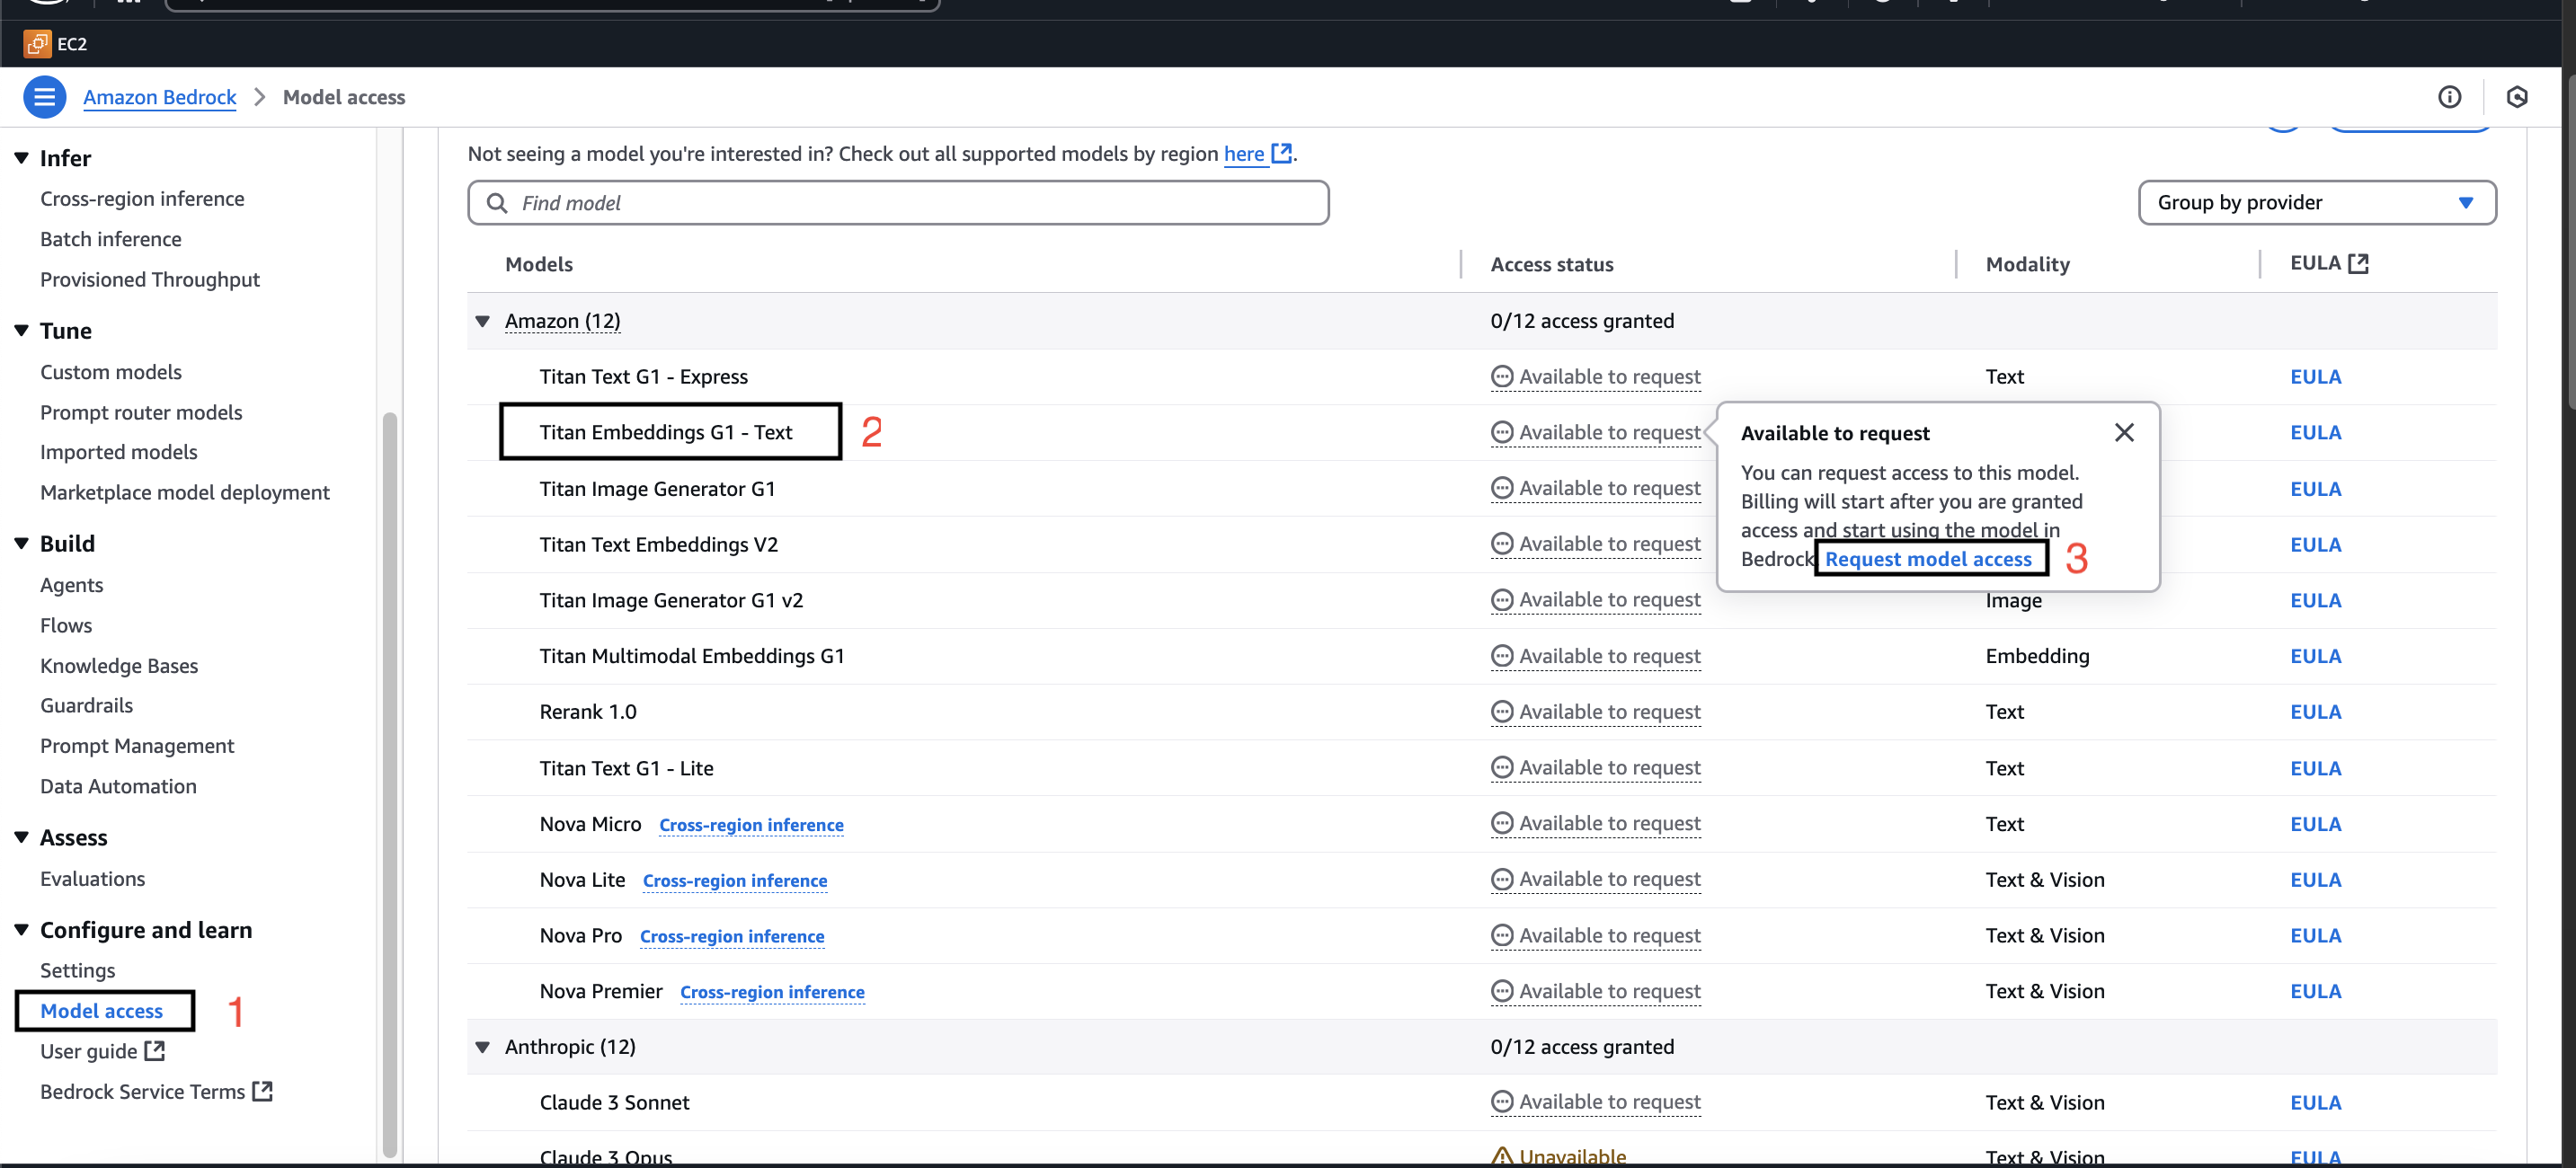 EC2
Amazon Bedrock > Model access
Infer
Cross-region inference
Batch inference
Provisioned Throughput
Tune
Custom models
Prompt router models
Imported models
Marketplace model deployment
Build
Agents
Flows
Knowledge Bases
Guardrails
Prompt Management
Data Automation
Assess
Evaluations
Configure and learn
Settings
Model access 1
User guide
Bedrock Service Terms
Not seeing a model you're interested in? Check out all supported models by region here.
Find model
Group by provider
Models Access status Modality EULA
Amazon (12) 0/12 access granted
Titan Text G1 - Express Available to request Text EULA
Titan Embeddings G1 - Text 2 Available to request EULA
Titan Image Generator G1 Available to request EULA
Titan Text Embeddings V2 Available to request EULA
Titan Image Generator G1 v2 Available to request Image EULA
Titan Multimodal Embeddings G1 Available to request Embedding EULA
Rerank 1.0 Available to request Text EULA
Titan Text G1 - Lite Available to request Text EULA
Nova Micro Cross-region inference Available to request Text EULA
Nova Lite Cross-region inference Available to request Text & Vision EULA
Nova Pro Cross-region inference Available to request Text & Vision EULA
Nova Premier Cross-region inference Available to request Text & Vision EULA
Anthropic (12) 0/12 access granted
Claude 3 Sonnet Available to request Text & Vision EULA
Claude 3 Opus Unavailable Text & Vision EULA
Available to request
You can request access to this model.
Billing will start after you are granted
access and start using the model in
Bedrock Request model access 3